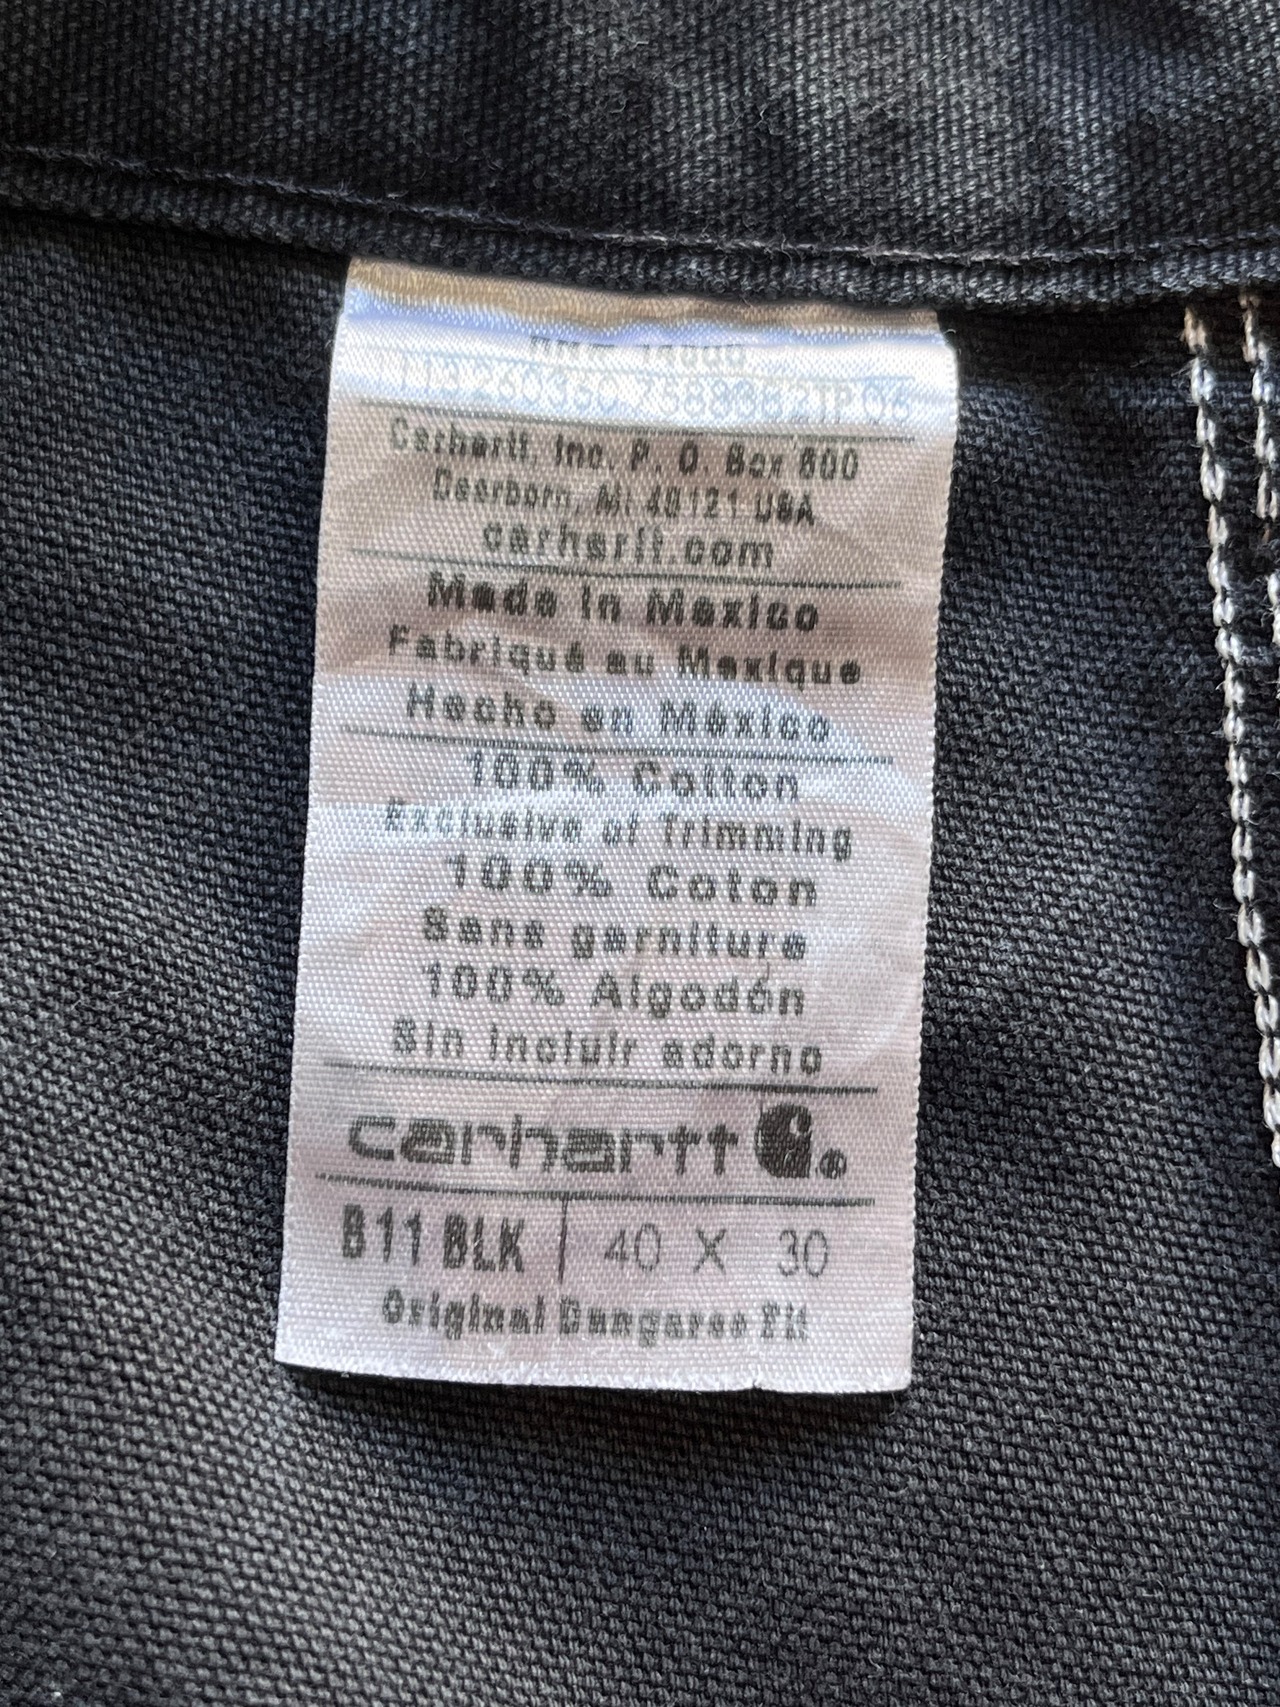 RN# 14806
Carhartt, Inc. P. O. Box 600
Dearborn, MI 48121 USA
carhartt.com
Made in Mexico
Fabriqué au Mexique
Hecho en México
100% Cotton
Exclusive of Trimming
100% Coton
Sans garniture
100% Algodón
Sin incluir adorno
carhartt ®
B11 BLK | 40 X 30
Original Dungaree Fit